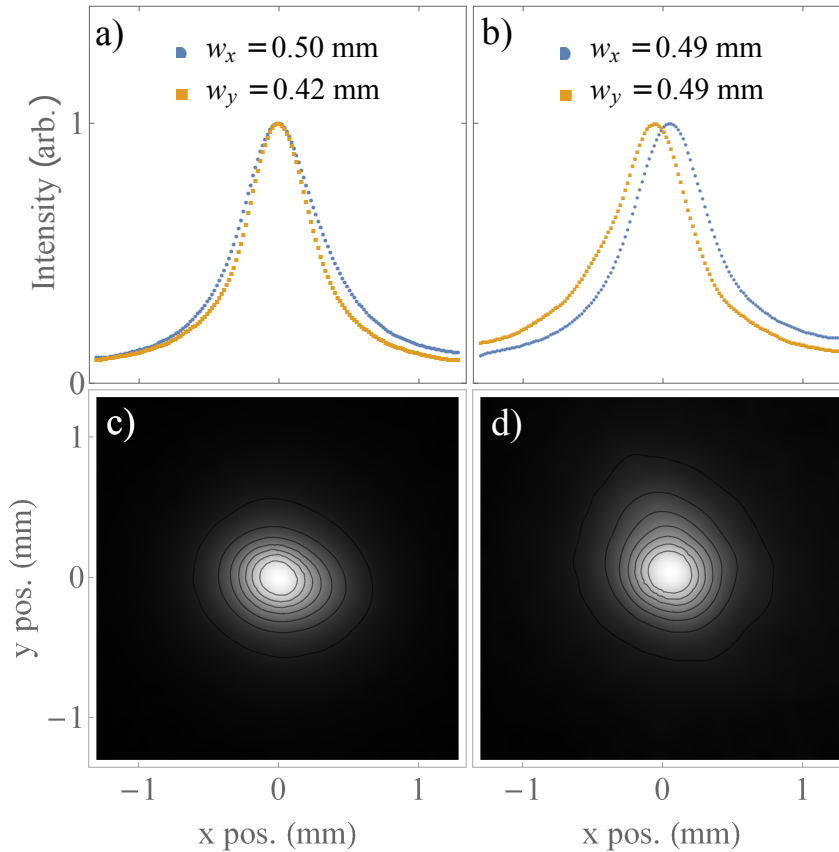 a)
w_x = 0.50 mm
w_y = 0.42 mm
b)
w_x = 0.49 mm
w_y = 0.49 mm
Intensity (arb.)
1
0
c)
d)
y pos. (mm)
1
0
−1
−1 0 1
−1 0 1
x pos. (mm)
x pos. (mm)